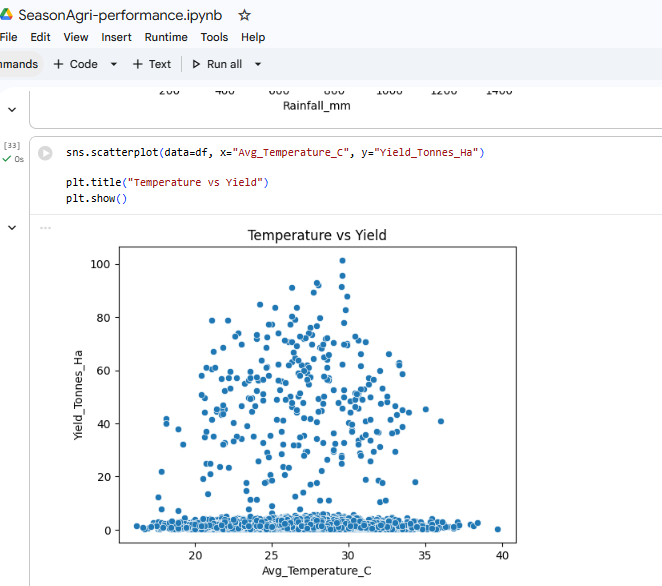 SeasonAgri-performance.ipynb
File Edit View Insert Runtime Tools Help
mmands + Code + Text Run all
200 400 600 800 1000 1200 1400
Rainfall_mm
[33]
0s
sns.scatterplot(data=df, x="Avg_Temperature_C", y="Yield_Tonnes_Ha")
plt.title("Temperature vs Yield")
plt.show()
Temperature vs Yield
100
80
60
40
20
0
Yield_Tonnes_Ha
20 25 30 35 40
Avg_Temperature_C